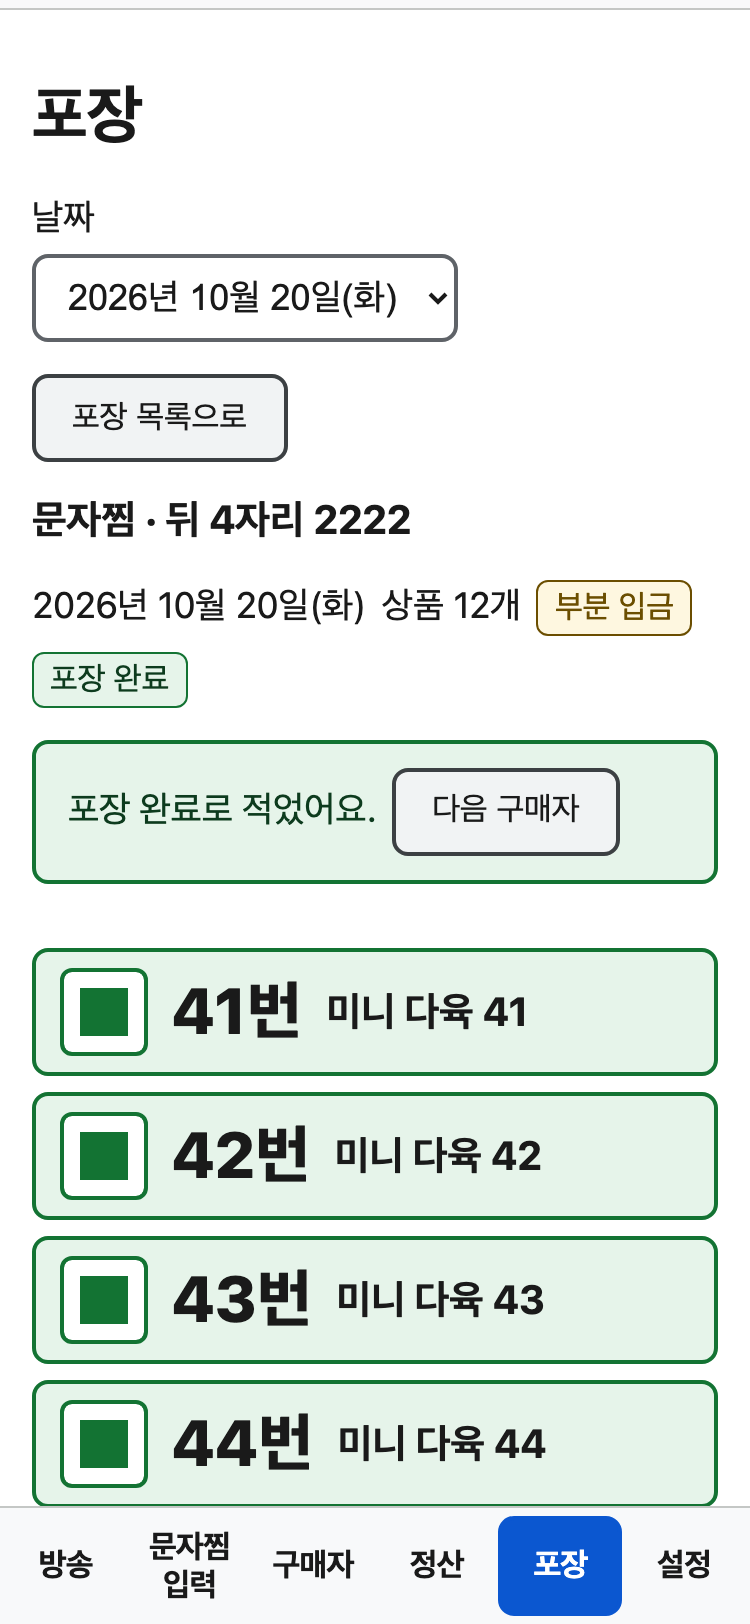 포장
날짜
2026년 10월 20일(화)
포장 목록으로
문자찜 · 뒤 4자리 2222
2026년 10월 20일(화) 상품 12개 부분 입금
포장 완료
포장 완료로 적었어요. 다음 구매자
41번 미니 다육 41
42번 미니 다육 42
43번 미니 다육 43
44번 미니 다육 44
방송 문자찜 입력 구매자 정산 포장 설정